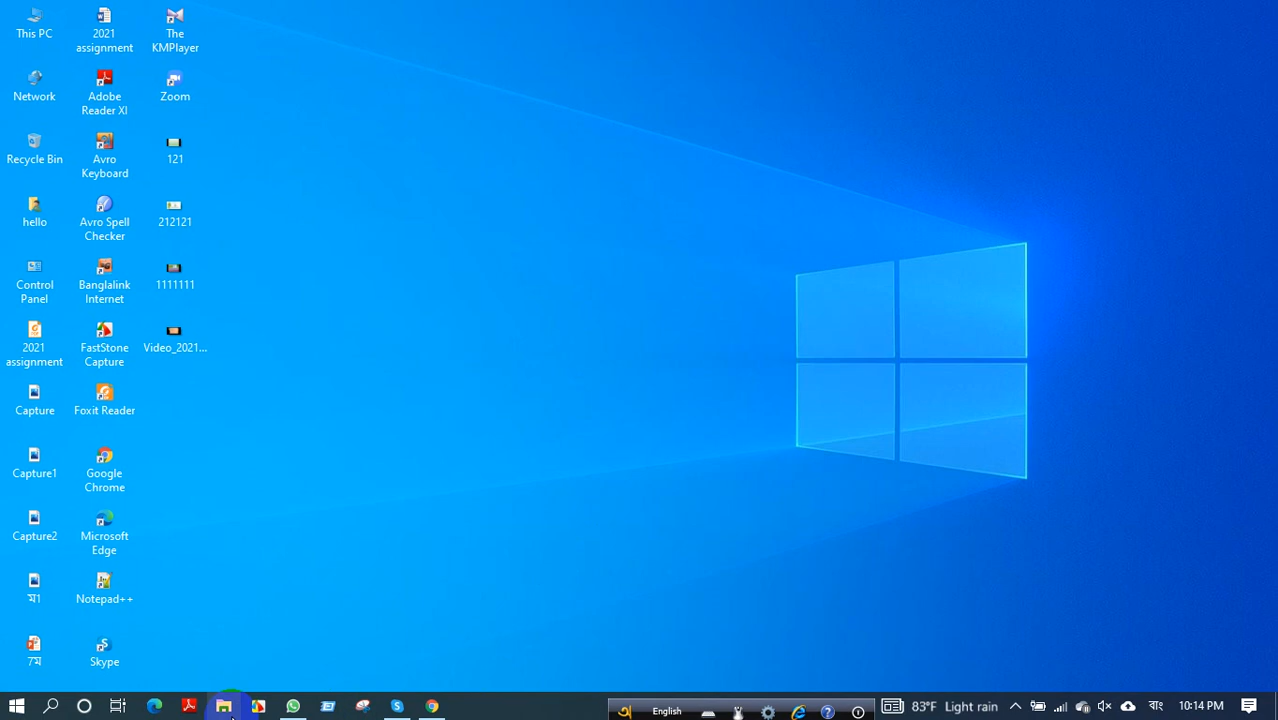 This PC
2021
assignment
The
KMPlayer
Network
Adobe
Reader XI
Zoom
Recycle Bin
Avro
Keyboard
121
hello
Avro Spell
Checker
212121
Control
Panel
Banglalink
Internet
1111111
2021
assignment
FastStone
Capture
Video_2021...
Capture
Foxit Reader
Capture1
Google
Chrome
Capture2
Microsoft
Edge
ম1
Notepad++
7ম
Skype
English
83°F Light rain
বাং
10:14 PM